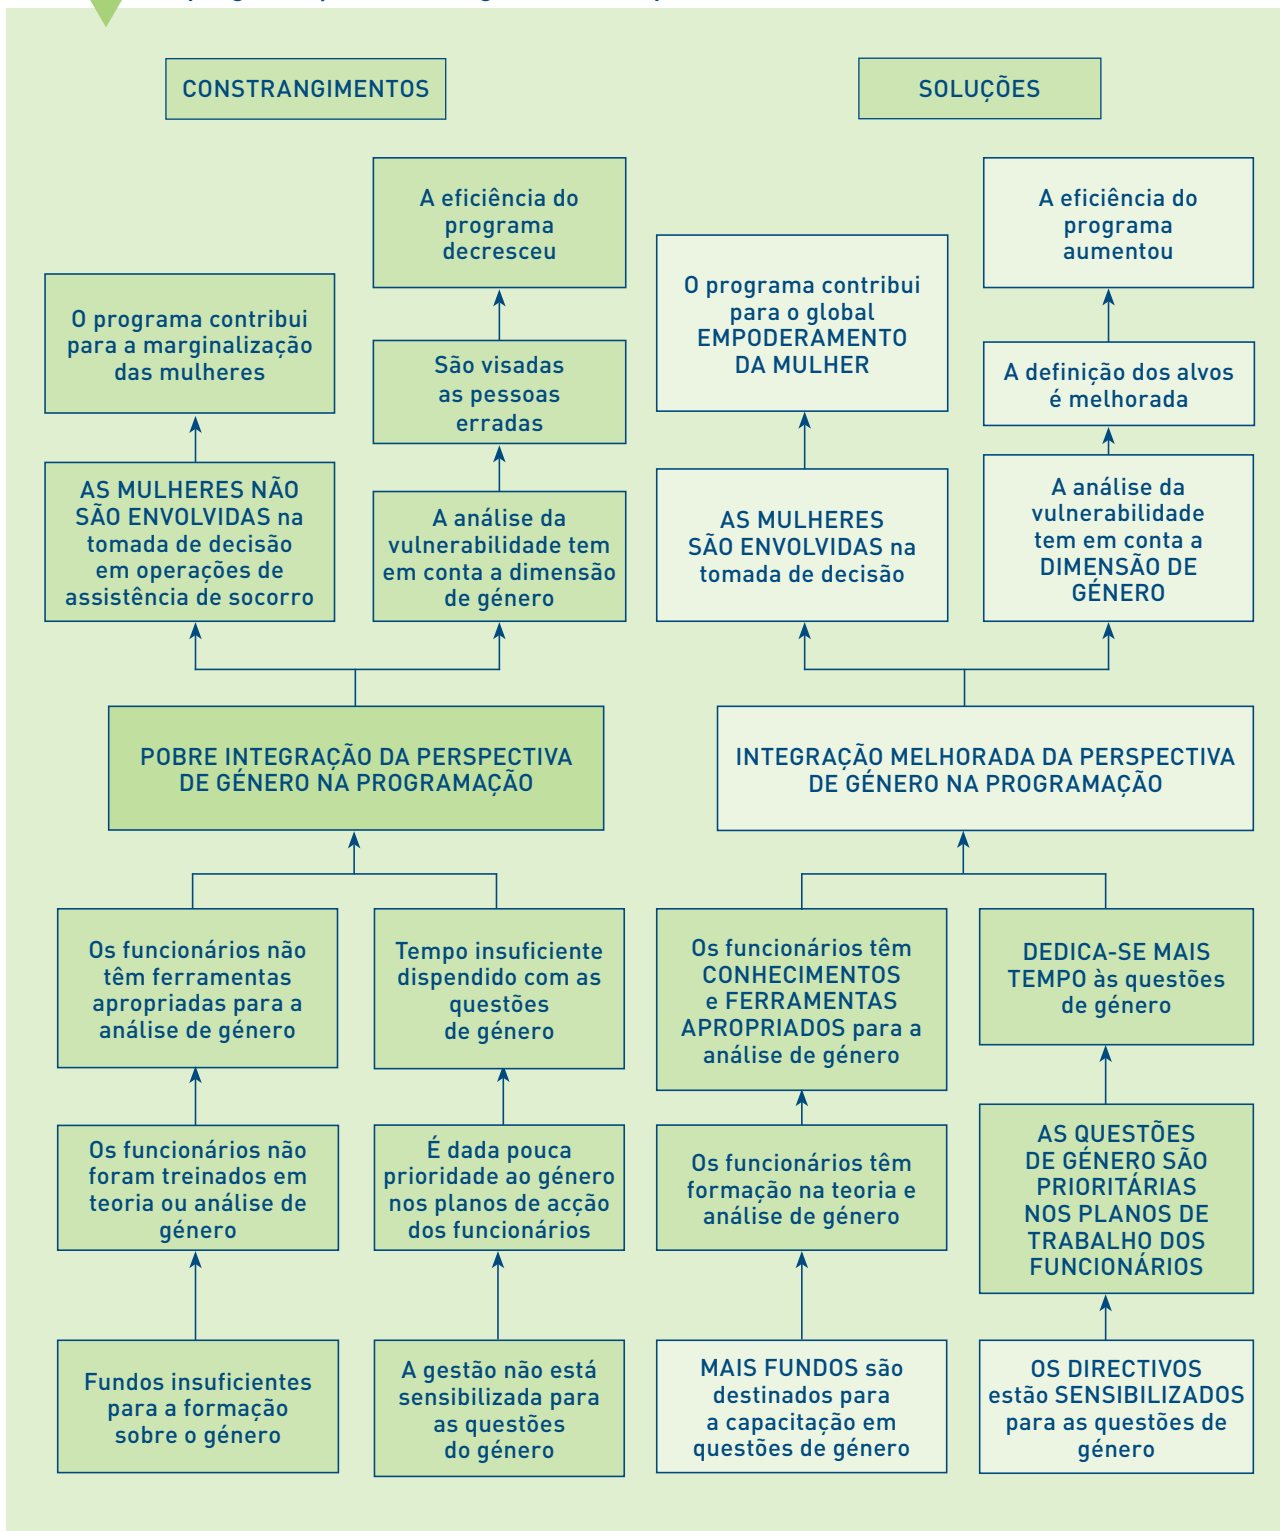 CONSTRANGIMENTOS
SOLUÇÕES
A eficiência do
programa
decresceu
A eficiência do
programa
aumentou
O programa contribui
para a marginalização
das mulheres
São visadas
as pessoas
erradas
O programa contribui
para o global
EMPODERAMENTO
DA MULHER
A definição dos alvos
é melhorada
AS MULHERES NÃO
SÃO ENVOLVIDAS na
tomada de decisão
em operações de
assistência de socorro
A análise da
vulnerabilidade tem
em conta a dimensão
de género
AS MULHERES
SÃO ENVOLVIDAS na
tomada de decisão
A análise da
vulnerabilidade
tem em conta a
DIMENSÃO DE
GÉNERO
POBRE INTEGRAÇÃO DA PERSPECTIVA
DE GÉNERO NA PROGRAMAÇÃO
INTEGRAÇÃO MELHORADA DA PERSPECTIVA
DE GÉNERO NA PROGRAMAÇÃO
Os funcionários não
têm ferramentas
apropriadas para a
análise de género
Tempo insuficiente
dispendido com as
questões
de género
Os funcionários têm
CONHECIMENTOS
e FERRAMENTAS
APROPRIADOS para a
análise de género
DEDICA-SE MAIS
TEMPO às questões
de género
Os funcionários não
foram treinados em
teoria ou análise de
género
É dada pouca
prioridade ao género
nos planos de acção
dos funcionários
Os funcionários têm
formação na teoria e
análise de género
AS QUESTÕES
DE GÉNERO SÃO
PRIORITÁRIAS
NOS PLANOS DE
TRABALHO DOS
FUNCIONÁRIOS
Fundos insuficientes
para a formação
sobre o género
A gestão não está
sensibilizada para
as questões
do género
MAIS FUNDOS são
destinados para
a capacitação em
questões de género
OS DIRECTIVOS
estão SENSIBILIZADOS
para as questões de
género